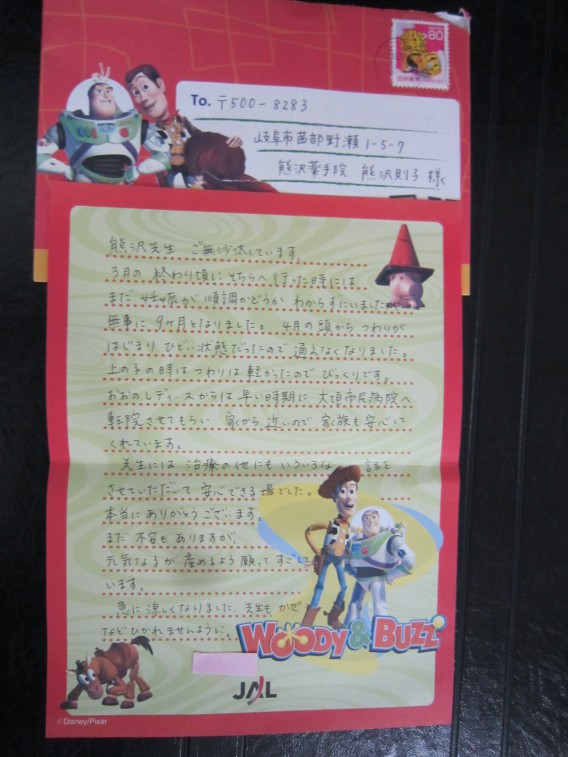 80
日本郵便
To. 〒500-8283
岐阜市茜部野瀬1-5-7
熊沢薬手院 熊沢則子様
熊沢先生 ご無沙汰しています。
3月の終わり頃にそちらへ行った時には
まだ妊娠が順調かどうかわからずにいましたが、
無事に9ヶ月となりました。4月の頭からつわりが
はじまりひどい状態だったので通えなくなりました。
上の子の時はつわりは軽かったのでびっくりです。
おおのレディースからは早い時期に大垣市民病院へ
転院させてもらい 家から近いので家族も安心して
くれています。
先生には治療の他にもいろいろな 話を
させていただいて安心できる場でした。
本当にありがとうございます。
まだ不安もありますが、
元気な子が産めるよう願ってすごして
います。
急に涼しくなりました、先生もかぜ
などひかれませんように。
WOODY & BUZZ
JAL
©Disney/Pixar